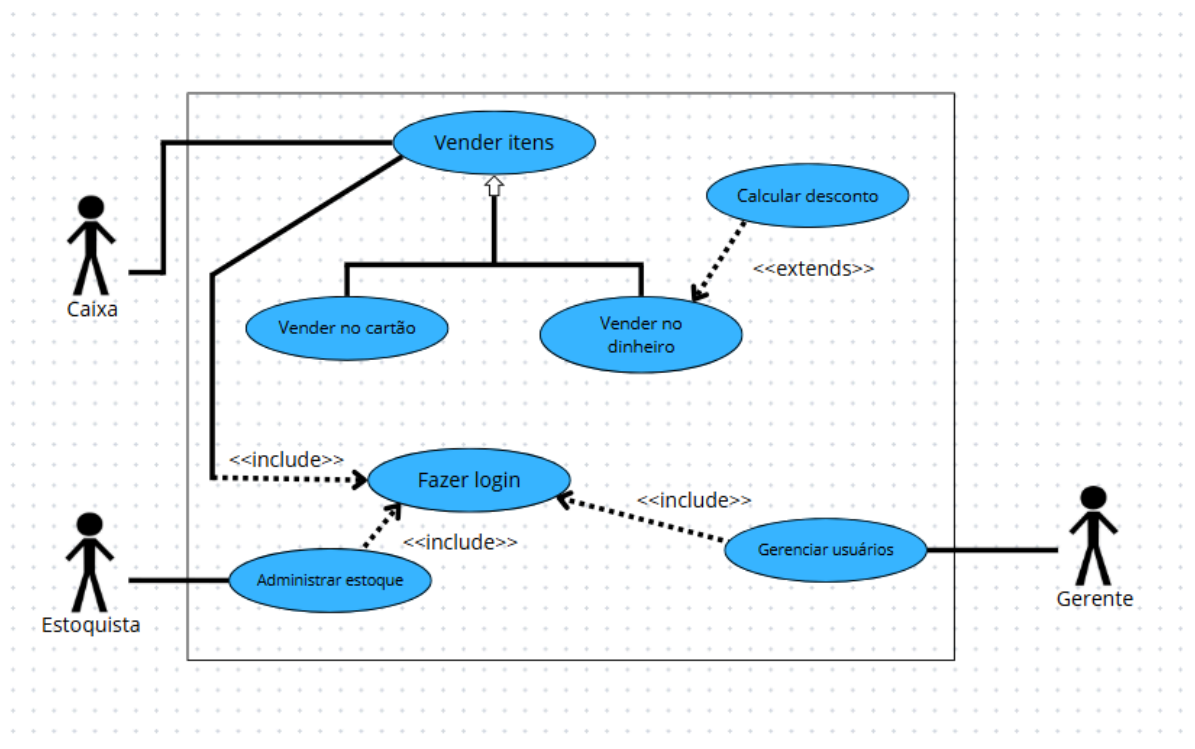 Vender itens
Calcular desconto
<<extends>>
Caixa
Vender no cartão
Vender no
dinheiro
<<include>>
Fazer login
<<include>>
<<include>>
Gerenciar usuários
Administrar estoque
Gerente
Estoquista